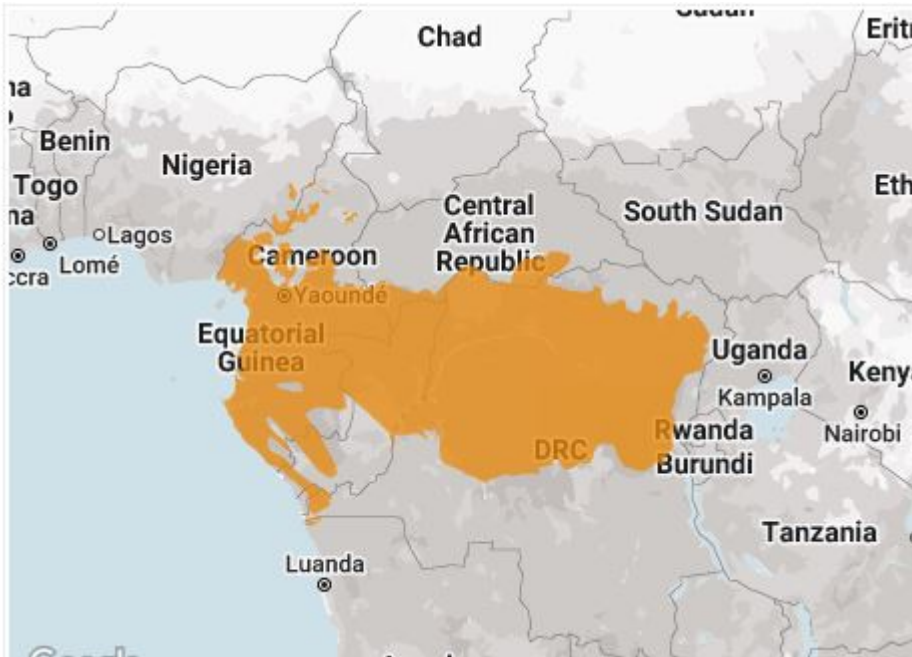 Chad
Benin
Nigeria
Togo
Lagos
Lomé
Central
African
Republic
South Sudan
Cameroon
Yaoundé
Equatorial
Guinea
Uganda
Kampala
Nairobi
DRC
Rwanda
Burundi
Tanzania
Luanda